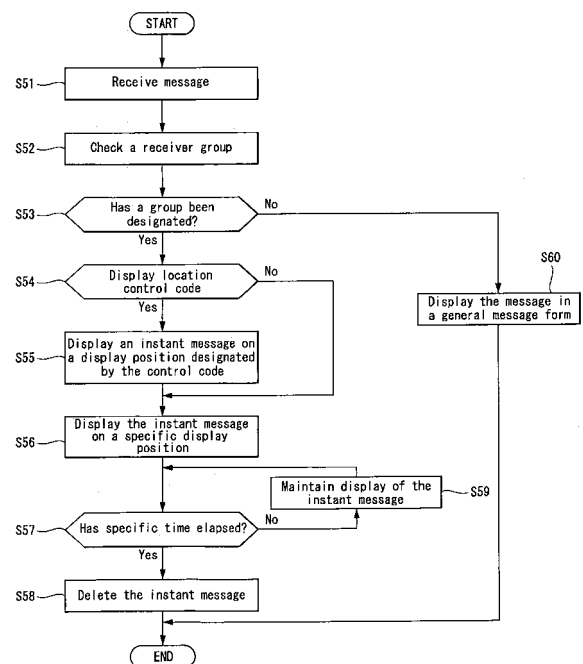 START
S51
Receive message
S52
Check a receiver group
S53
Has a group been
designated?
No
Yes
S54
Display location
control code
No
Yes
S60
Display the message in
a general message form
S55
Display an instant message on
a display position designated
by the control code
S56
Display the instant message
on a specific display
position
Maintain display of the
instant message
S59
S57
Has specific time elapsed?
No
Yes
S58
Delete the instant message
END